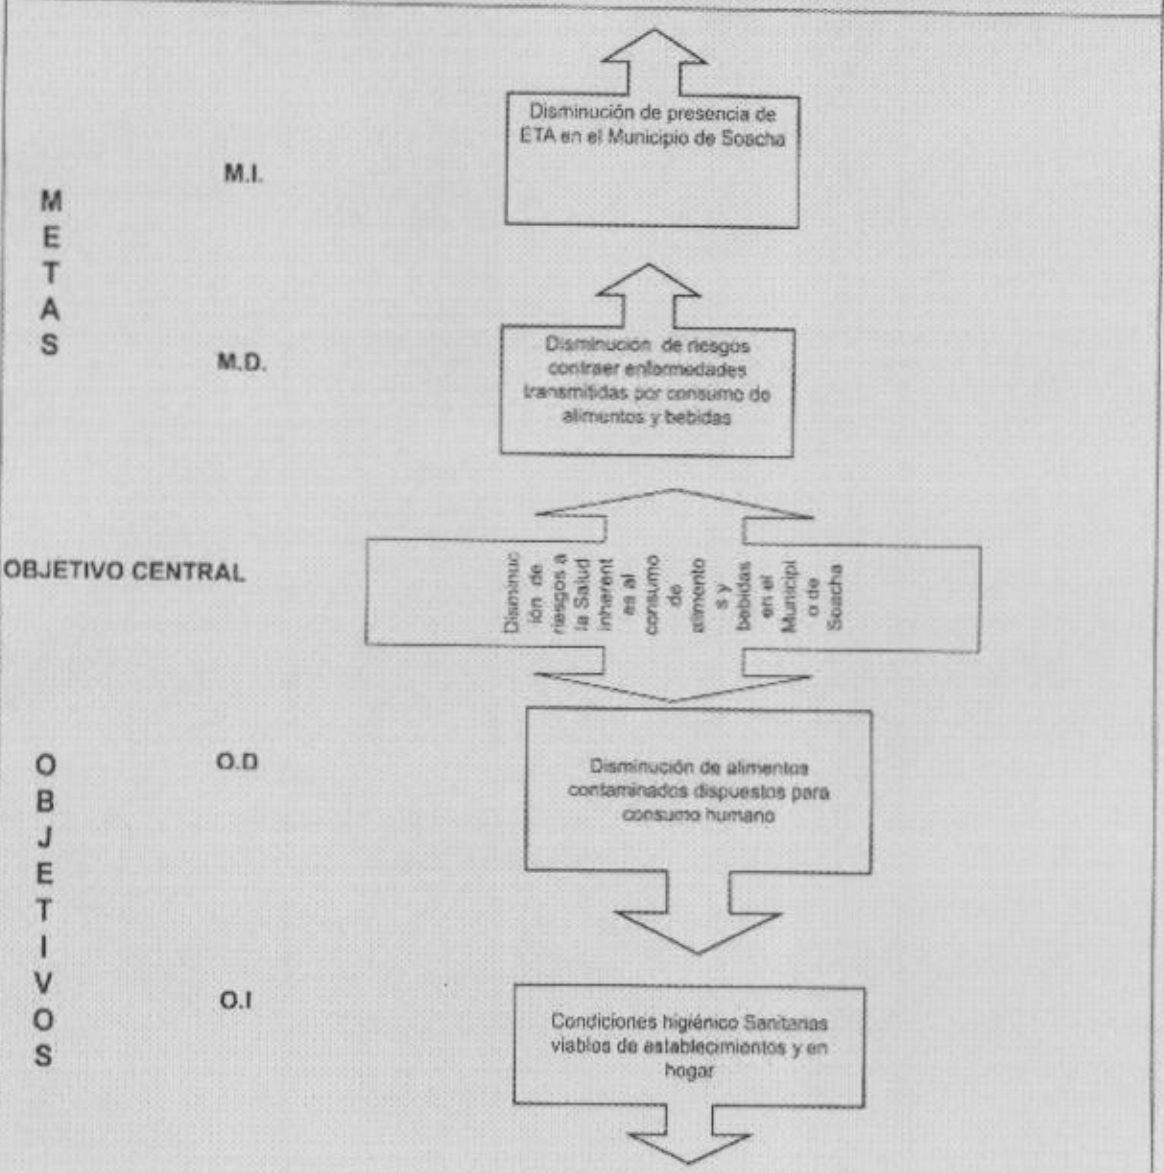 Disminución de presencia de
ETA en el Municipio de Soacha
M.I.
METAS
Disminución de riesgos
contraer enfermedades
transmitidas por consumo de
alimentos y bebidas
M.D.
OBJETIVO CENTRAL
Disminuc
ión de
riesgos a
la Salud
inherent
es al
consumo
de
alimento
s y
bebidas
en el
Municipi
o de
Soacha
OBJETIVOS
O.D
Disminución de alimentos
contaminados dispuestos para
consumo humano
O.I
Condiciones higiénico Sanitarias
viables de establecimientos y en
hogar